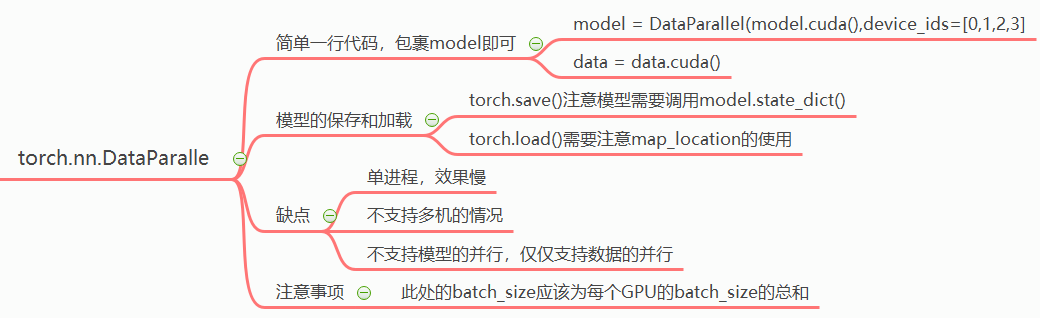 torch.nn.DataParalle
简单一行代码，包裹model即可
model = DataParallel(model.cuda(),device_ids=[0,1,2,3]
data = data.cuda()
模型的保存和加载
torch.save()注意模型需要调用model.state_dict()
torch.load()需要注意map_location的使用
缺点
单进程，效果慢
不支持多机的情况
不支持模型的并行，仅仅支持数据的并行
注意事项
此处的batch_size应该为每个GPU的batch_size的总和